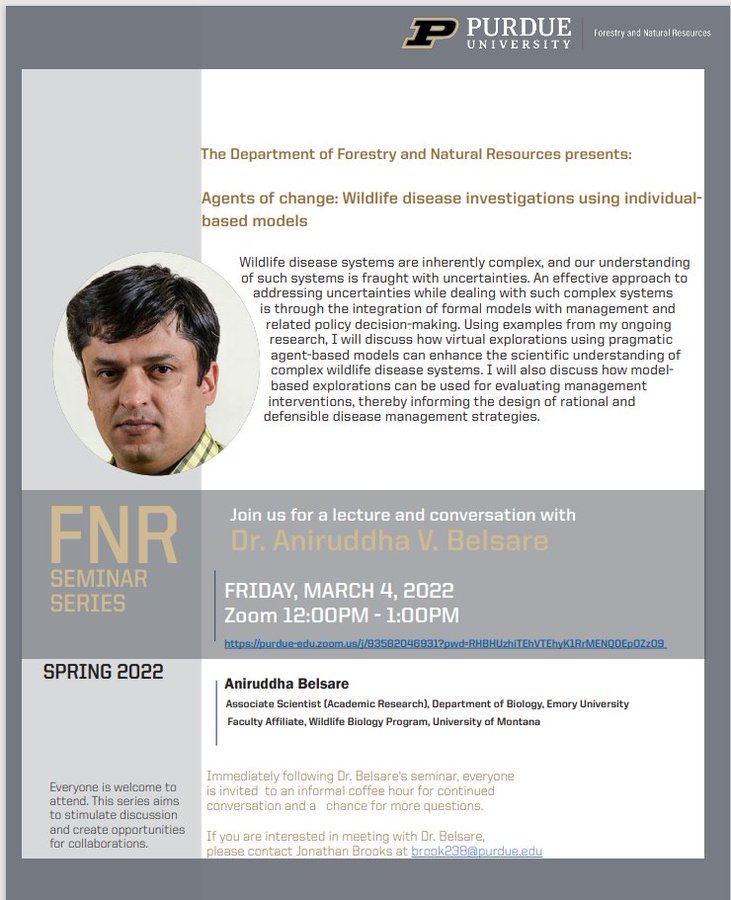 PURDUE
UNIVERSITY
Forestry and Natural Resources
The Department of Forestry and Natural Resources presents:
Agents of change: Wildlife disease investigations using individual-
based models
Wildlife disease systems are inherently complex, and our understanding
of such systems is fraught with uncertainties. An effective approach to
addressing uncertainties while dealing with such complex systems
is through the integration of formal models with management and
related policy decision-making. Using examples from my ongoing
research, I will discuss how virtual explorations using pragmatic
agent-based models can enhance the scientific understanding of
complex wildlife disease systems. I will also discuss how model-
based explorations can be used for evaluating management
interventions, thereby informing the design of rational and
defensible disease management strategies.
FNR
SEMINAR
SERIES
Join us for a lecture and conversation with
Dr. Aniruddha V. Belsare
FRIDAY, MARCH 4, 2022
Zoom 12:00PM - 1:00PM
https://purdue-edu.zoom.us/j/93582046931?pwd=RHBHUzhiTEhVTEhyK1RrMENQOEp0Zz09
SPRING 2022
Aniruddha Belsare
Associate Scientist (Academic Research), Department of Biology, Emory University
Faculty Affiliate, Wildlife Biology Program, University of Montana
Everyone is welcome to
attend. This series aims
to stimulate discussion
and create opportunities
for collaborations.
Immediately following Dr. Belsare's seminar, everyone
is invited to an informal coffee hour for continued
conversation and a chance for more questions.
If you are interested in meeting with Dr. Belsare,
please contact Jonathan Brooks at brook238@purdue.edu